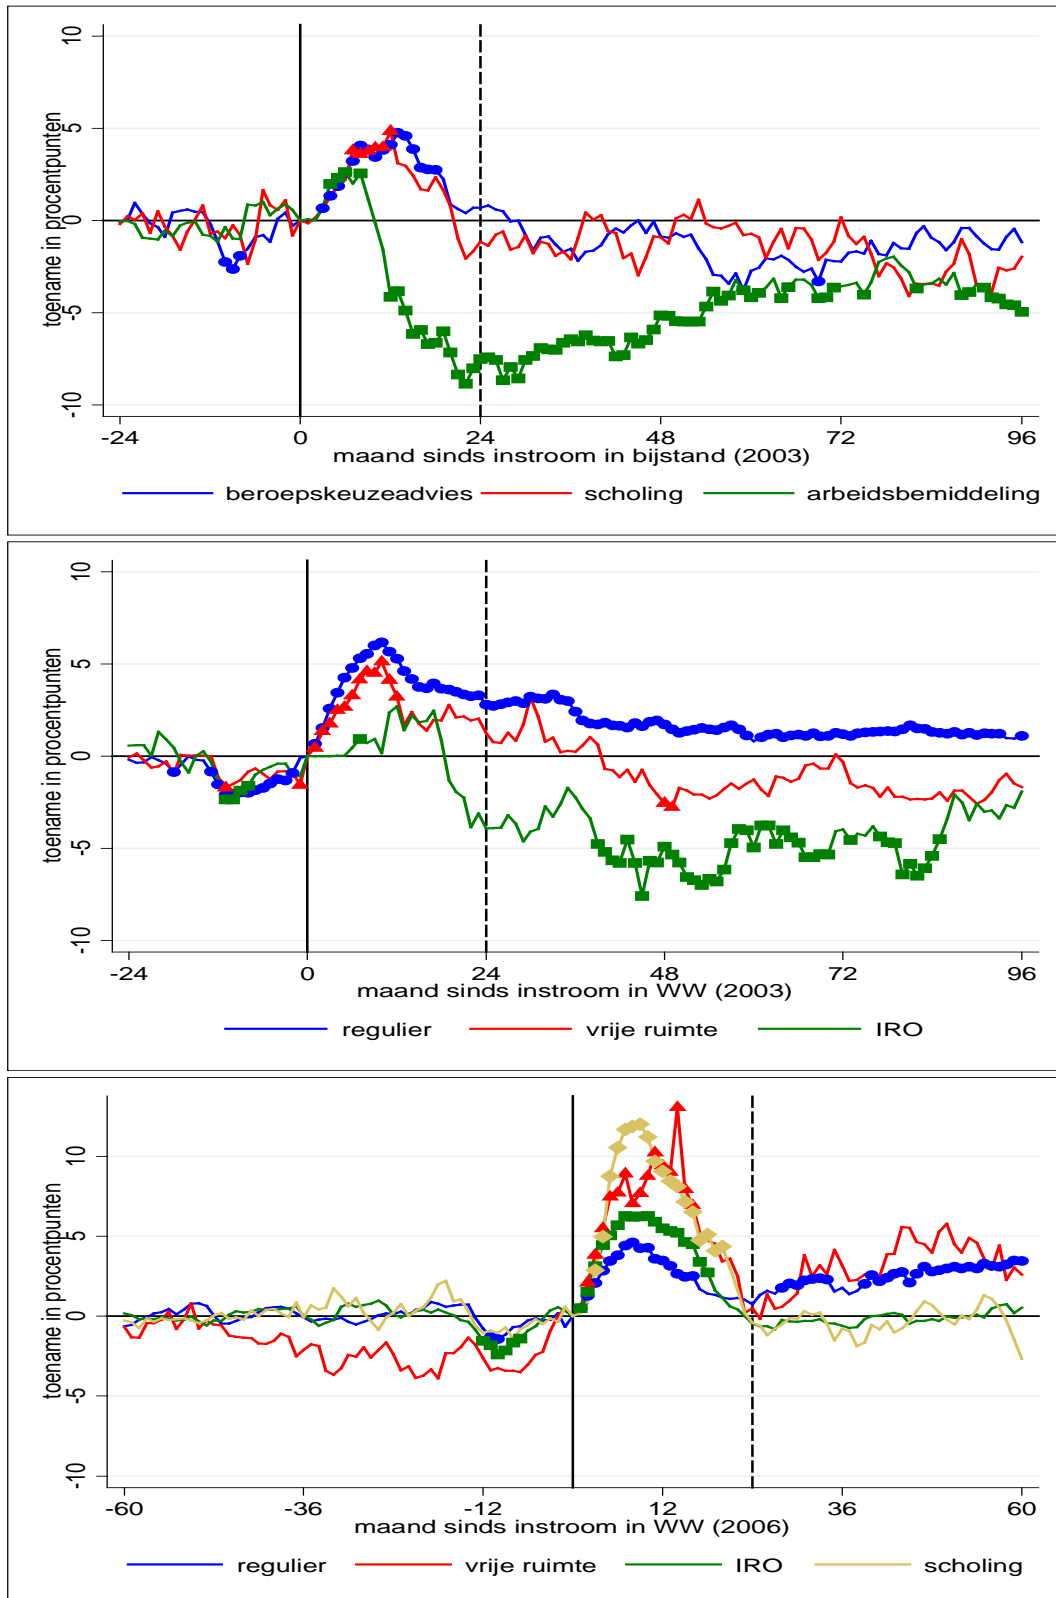 10
5
0
-5
-10
toename in procentpunten
-24 0 24 48 72 96
maand sinds instroom in bijstand (2003)
beroepskeuzeadvies scholing arbeidsbemiddeling
10
5
0
-5
-10
toename in procentpunten
-24 0 24 48 72 96
maand sinds instroom in WW (2003)
regulier vrije ruimte IRO
10
5
0
-5
-10
toename in procentpunten
-60 -36 -12 12 36 60
maand sinds instroom in WW (2006)
regulier vrije ruimte IRO scholing